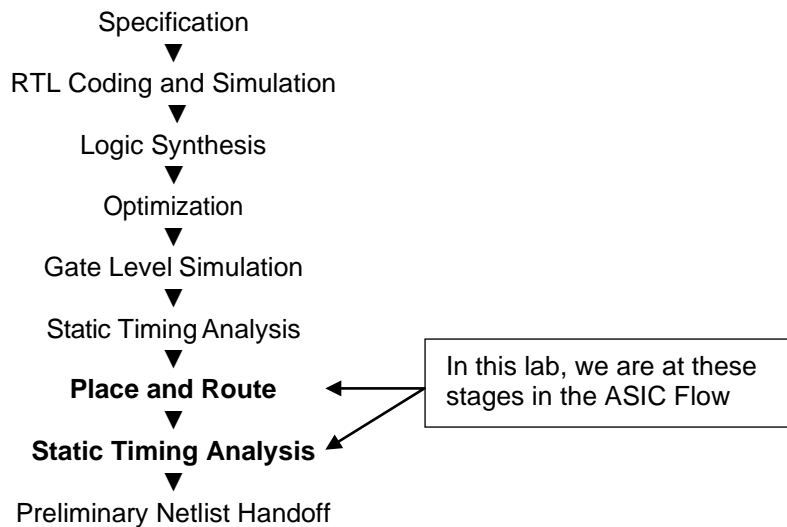 Specification
RTL Coding and Simulation
Logic Synthesis
Optimization
Gate Level Simulation
Static Timing Analysis
Place and Route
Static Timing Analysis
Preliminary Netlist Handoff
In this lab, we are at these
stages in the ASIC Flow